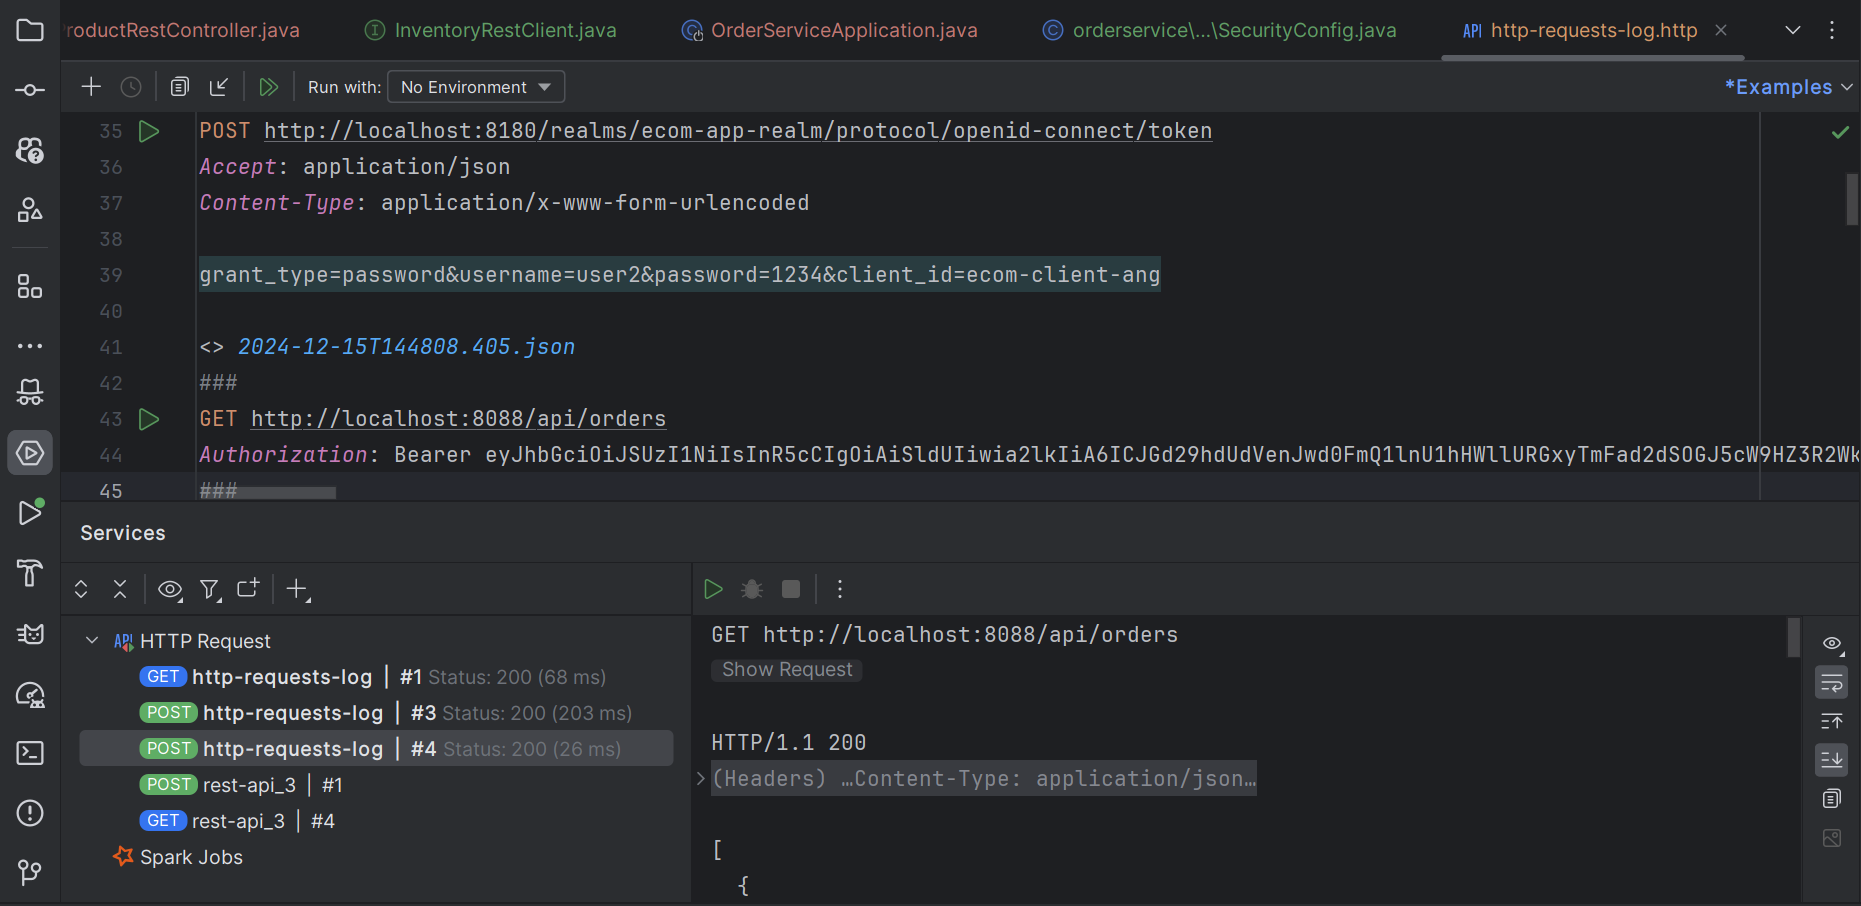 roductRestController.java InventoryRestClient.java OrderServiceApplication.java orderservice\...\SecurityConfig.java API http-requests-log.http
Run with: No Environment *Examples
35 POST http://localhost:8180/realms/ecom-app-realm/protocol/openid-connect/token
36 Accept: application/json
37 Content-Type: application/x-www-form-urlencoded
38
39 grant_type=password&username=user2&password=1234&client_id=ecom-client-ang
40
41 <> 2024-12-15T144808.405.json
42 ###
43 GET http://localhost:8088/api/orders
44 Authorization: Bearer eyJhbGciOiJSUzI1NiIsInR5cCIgOiAiSldUIiwia2lkIiA6ICJGd29hdUdVenJwd0FmQ1lnU1hHWllURGxyTmFad2dSOGJ5cW9HZ3R2Wk
45 ###
Services
API HTTP Request
GET http-requests-log | #1 Status: 200 (68 ms)
POST http-requests-log | #3 Status: 200 (203 ms)
POST http-requests-log | #4 Status: 200 (26 ms)
POST rest-api_3 | #1
GET rest-api_3 | #4
Spark Jobs
GET http://localhost:8088/api/orders
Show Request
HTTP/1.1 200
(Headers) …Content-Type: application/json…
[
{